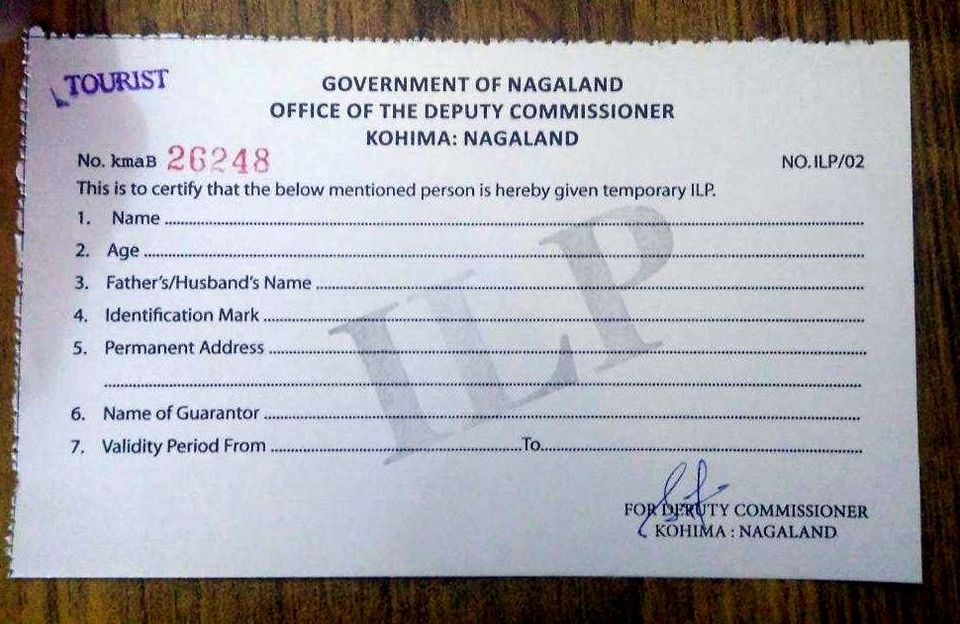 TOURIST
GOVERNMENT OF NAGALAND
OFFICE OF THE DEPUTY COMMISSIONER
KOHIMA: NAGALAND
No. kmaB 26248 NO.ILP/02
This is to certify that the below mentioned person is hereby given temporary ILP.
1. Name
2. Age
3. Father's/Husband's Name
4. Identification Mark
5. Permanent Address
6. Name of Guarantor
7. Validity Period From To
ILP
FOR DEPUTY COMMISSIONER
KOHIMA : NAGALAND